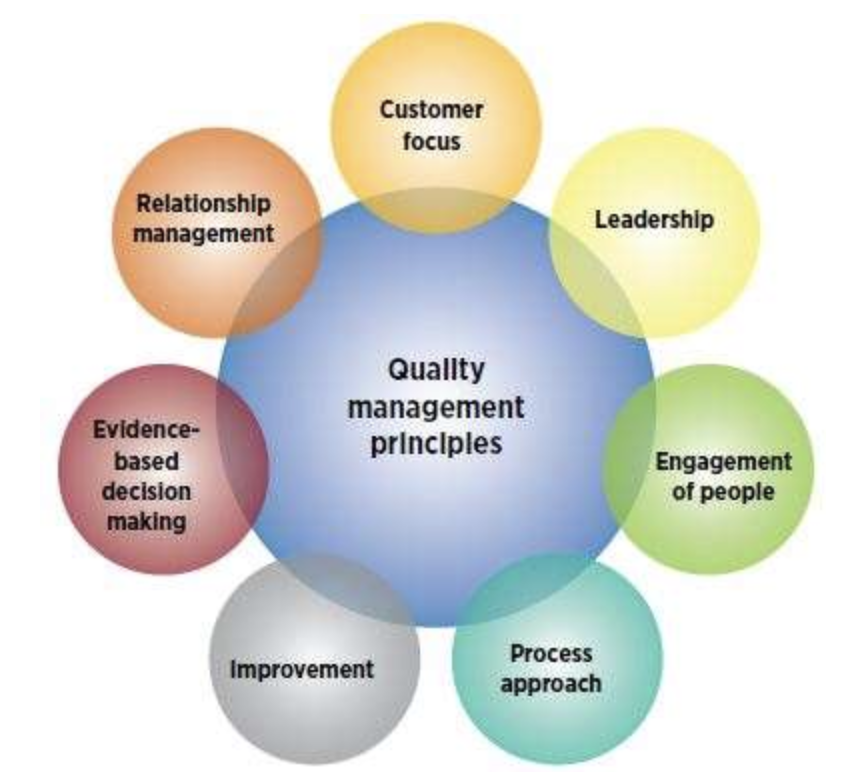 Customer
focus
Leadership
Engagement
of people
Process
approach
Improvement
Evidence-
based
decision
making
Relationship
management
Quality
management
principles